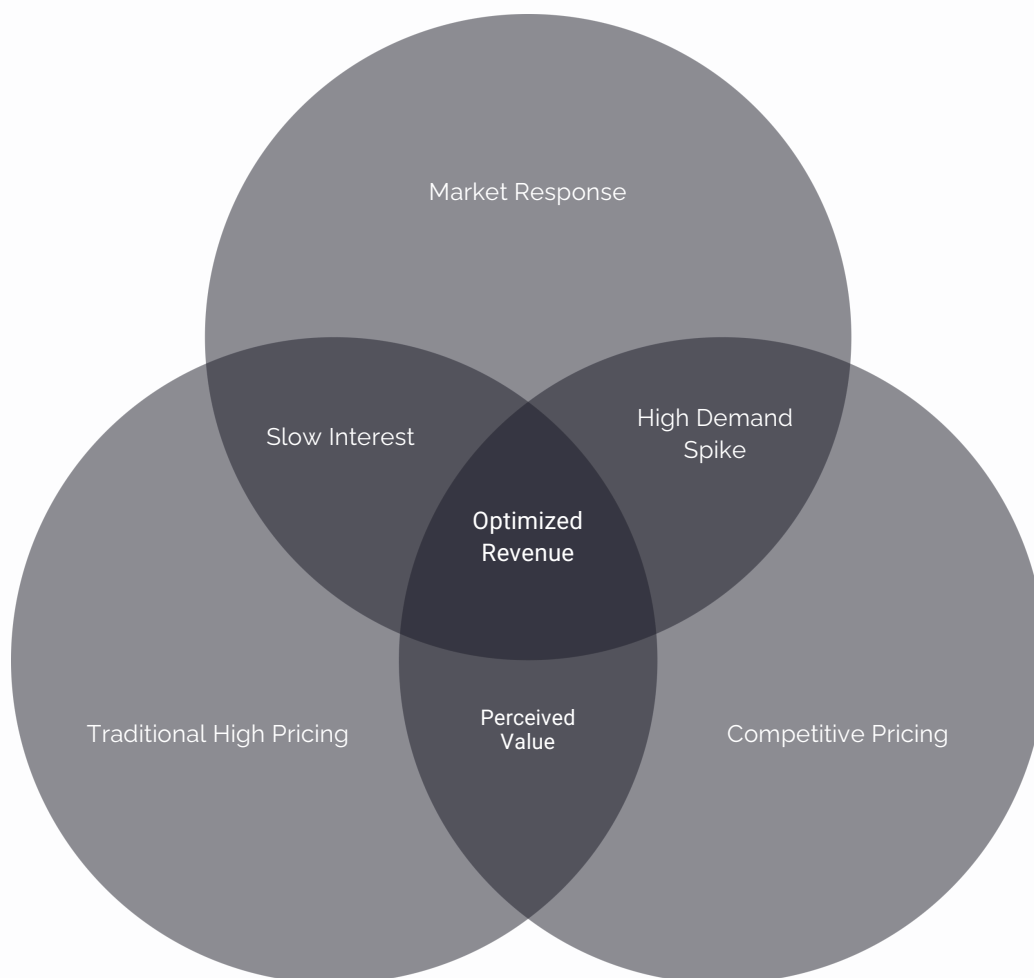 Market Response
Slow Interest
High Demand
Spike
Optimized
Revenue
Perceived
Value
Traditional High Pricing
Competitive Pricing